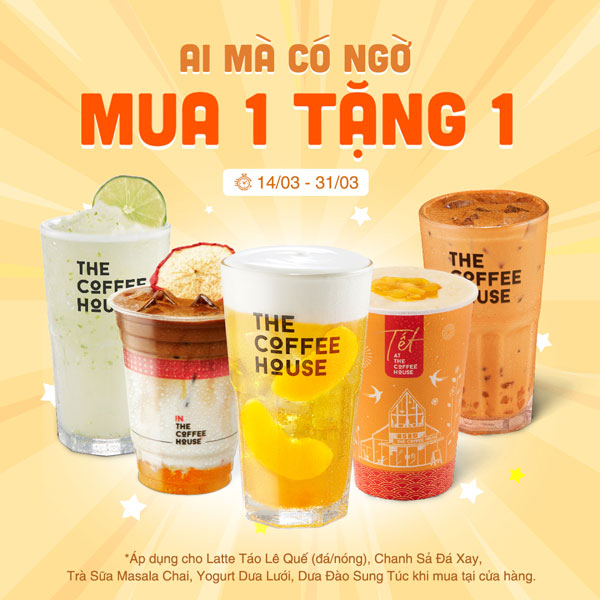 AI MÀ CÓ NGỜ
MUA 1 TẶNG 1
14/03 - 31/03
THE
COFFEE
HOUSE
IN
THE
COFFEE
HOUSE
THE
COFFEE
HOUSE
Tết
AT
THE
COFFEE
HOUSE
THE
COFFEE
HOUSE
*Áp dụng cho Latte Táo Lê Quế (đá/nóng), Chanh Sả Đá Xay,
Trà Sữa Masala Chai, Yogurt Dưa Lưới, Dưa Đào Sung Túc khi mua tại cửa hàng.